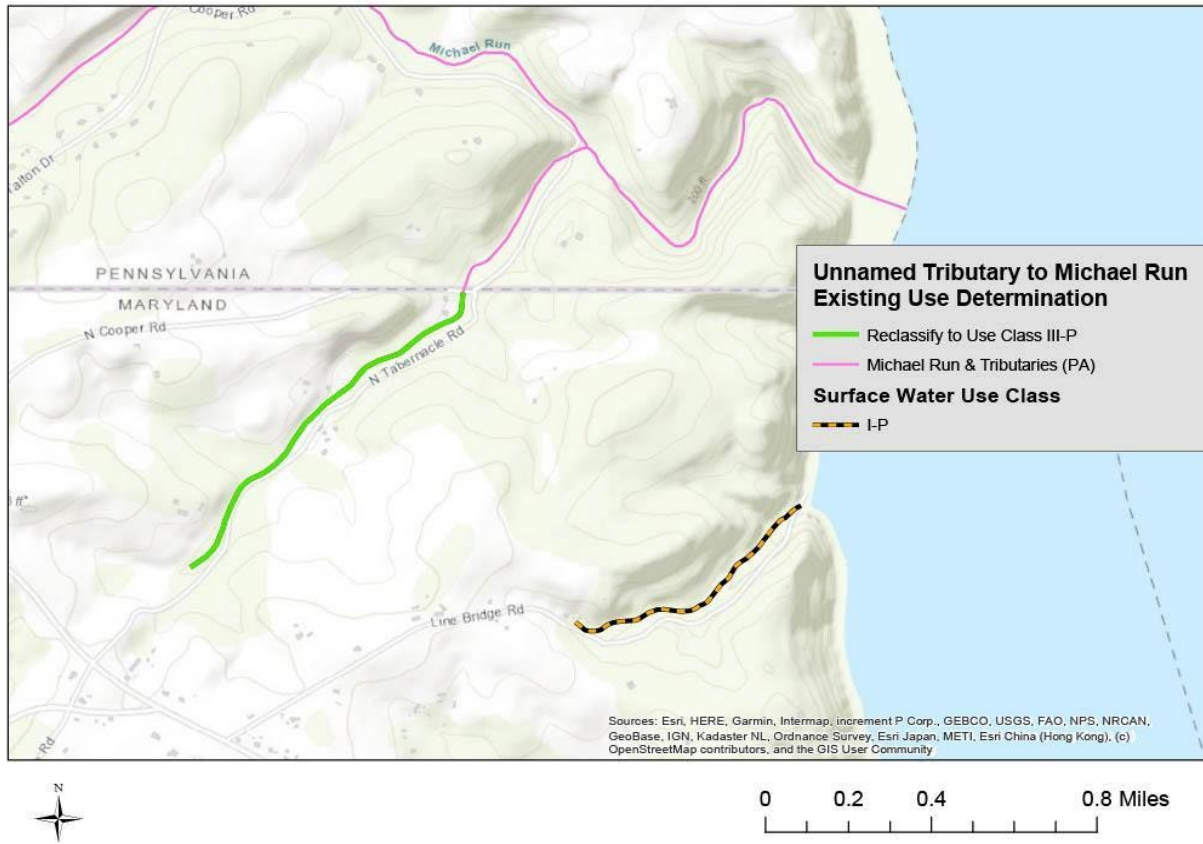 Cooper Rd
Michael Run
Talton Dr
200 ft
PENNSYLVANIA
MARYLAND
N Cooper Rd
N Tabernacle Rd
Unnamed Tributary to Michael Run
Existing Use Determination
Reclassify to Use Class III-P
Michael Run & Tributaries (PA)
Surface Water Use Class
I-P
ft
Line Bridge Rd
Rd
Sources: Esri, HERE, Garmin, Intermap, increment P Corp., GEBCO, USGS, FAO, NPS, NRCAN,
GeoBase, IGN, Kadaster NL, Ordnance Survey, Esri Japan, METI, Esri China (Hong Kong), (c)
OpenStreetMap contributors, and the GIS User Community
N
0 0.2 0.4 0.8 Miles